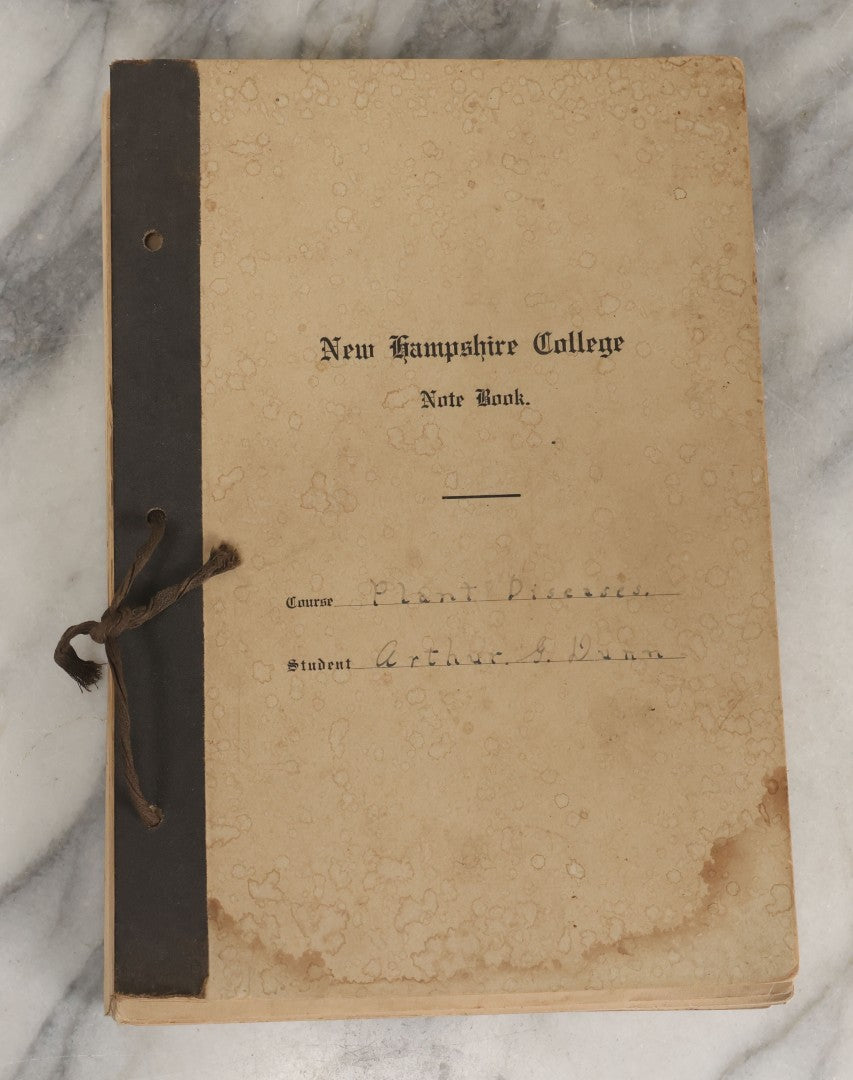 New Hampshire College
Note Book.
Course Plant Diseases.
Student Arthur. G. Dunn